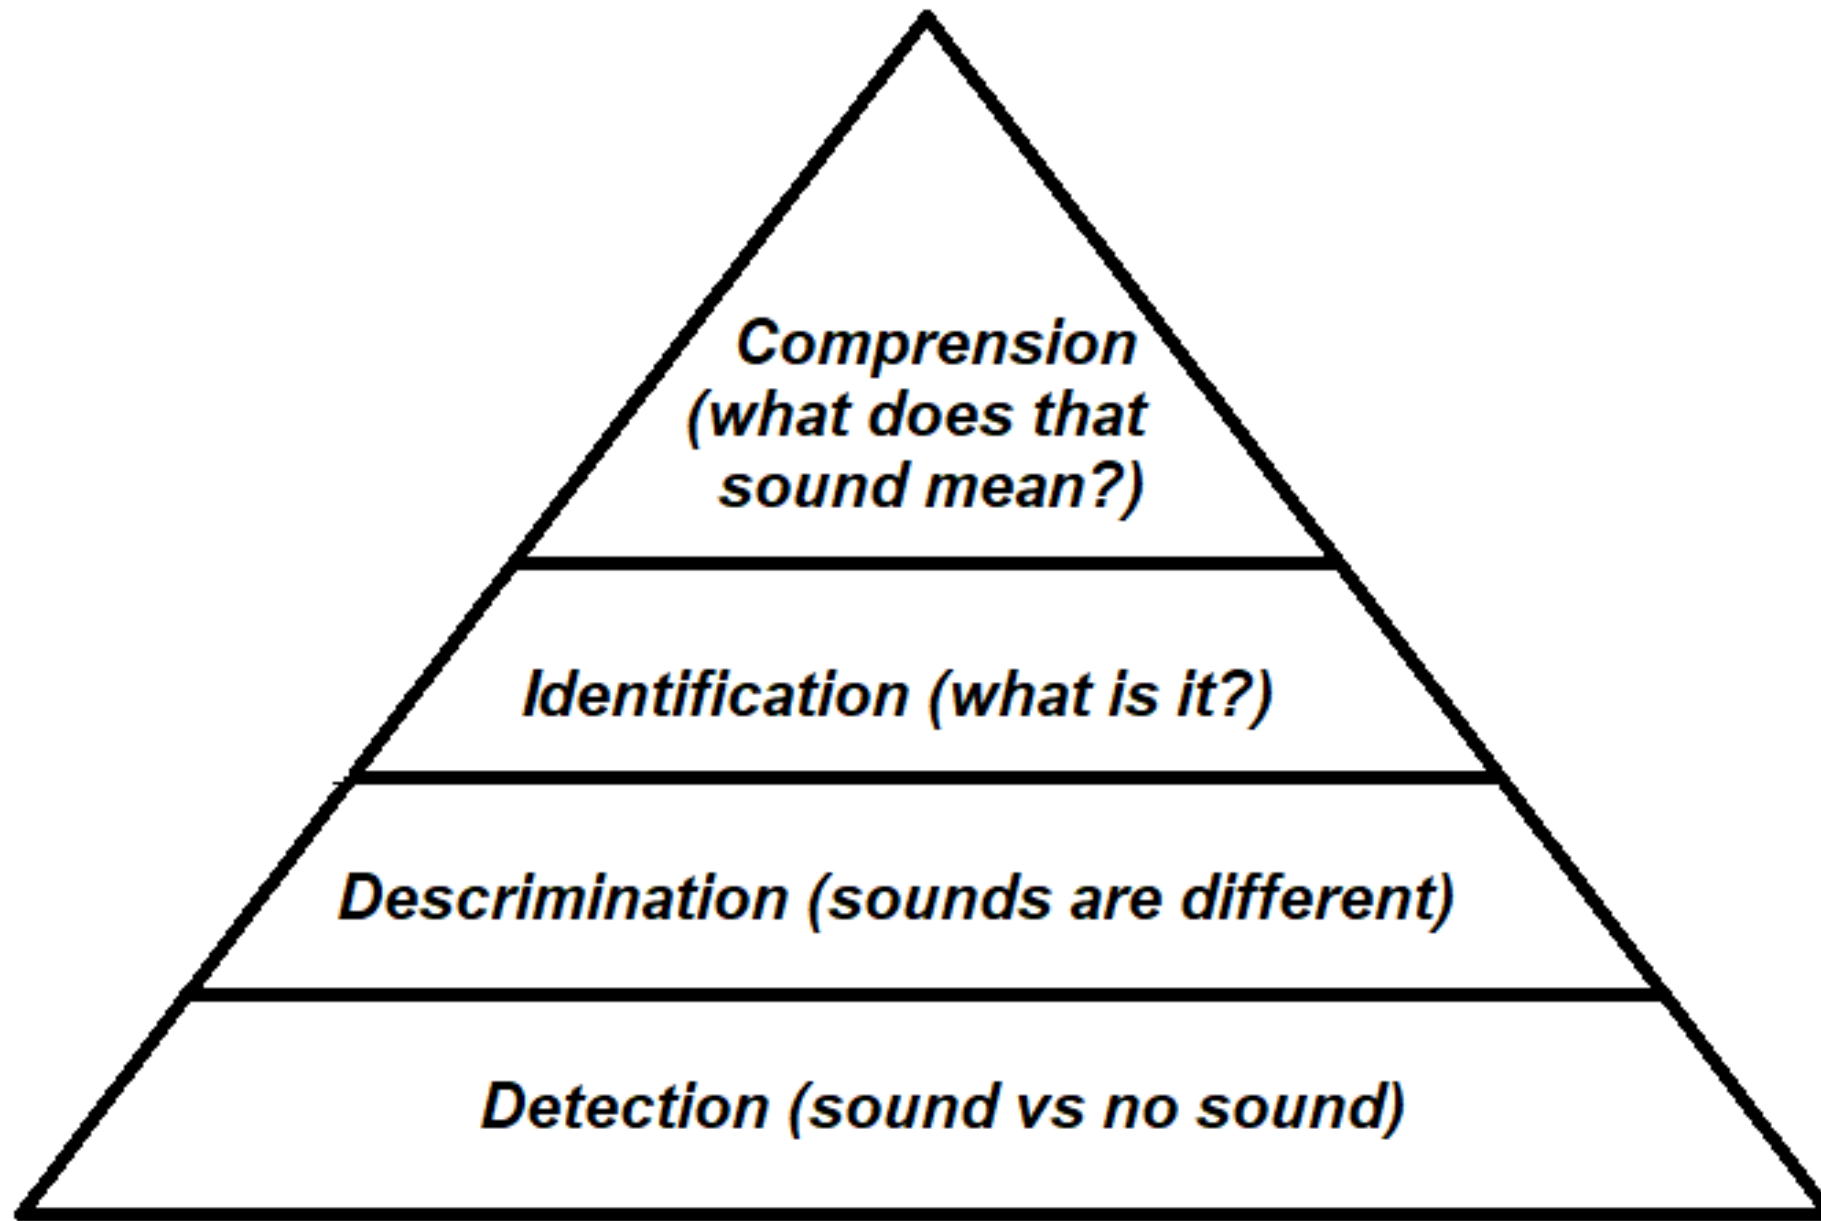 Comprension
(what does that
sound mean?)
Identification (what is it?)
Descrimination (sounds are different)
Detection (sound vs no sound)